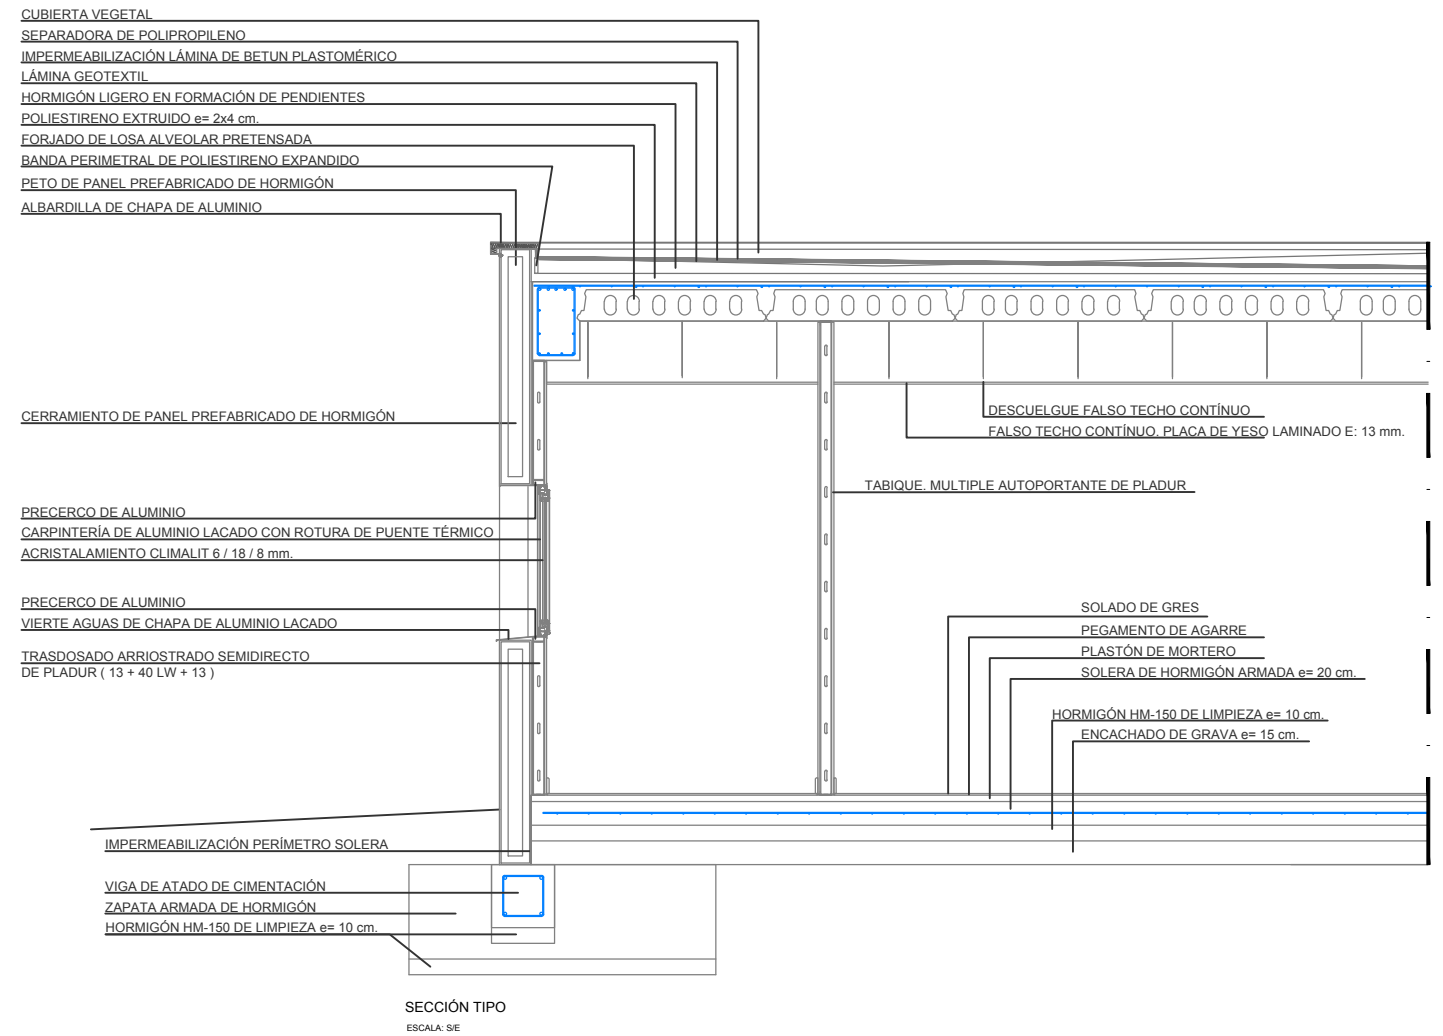 CUBIERTA VEGETAL
SEPARADORA DE POLIPROPILENO
IMPERMEABILIZACIÓN LÁMINA DE BETUN PLASTOMÉRICO
LÁMINA GEOTEXTIL
HORMIGÓN LIGERO EN FORMACIÓN DE PENDIENTES
POLIESTIRENO EXTRUIDO e= 2x4 cm.
FORJADO DE LOSA ALVEOLAR PRETENSADA
BANDA PERIMETRAL DE POLIESTIRENO EXPANDIDO
PETO DE PANEL PREFABRICADO DE HORMIGÓN
ALBARDILLA DE CHAPA DE ALUMINIO
CERRAMIENTO DE PANEL PREFABRICADO DE HORMIGÓN
DESCUELGUE FALSO TECHO CONTÍNUO
FALSO TECHO CONTÍNUO. PLACA DE YESO LAMINADO E: 13 mm.
TABIQUE. MULTIPLE AUTOPORTANTE DE PLADUR
PRECERCO DE ALUMINIO
CARPINTERÍA DE ALUMINIO LACADO CON ROTURA DE PUENTE TÉRMICO
ACRISTALAMIENTO CLIMALIT 6 / 18 / 8 mm.
PRECERCO DE ALUMINIO
VIERTE AGUAS DE CHAPA DE ALUMINIO LACADO
TRASDOSADO ARRIOSTRADO SEMIDIRECTO
DE PLADUR ( 13 + 40 LW + 13 )
SOLADO DE GRES
PEGAMENTO DE AGARRE
PLASTÓN DE MORTERO
SOLERA DE HORMIGÓN ARMADA e= 20 cm.
HORMIGÓN HM-150 DE LIMPIEZA e= 10 cm.
ENCACHADO DE GRAVA e= 15 cm.
IMPERMEABILIZACIÓN PERÍMETRO SOLERA
VIGA DE ATADO DE CIMENTACIÓN
ZAPATA ARMADA DE HORMIGÓN
HORMIGÓN HM-150 DE LIMPIEZA e= 10 cm.
SECCIÓN TIPO
ESCALA: S/E